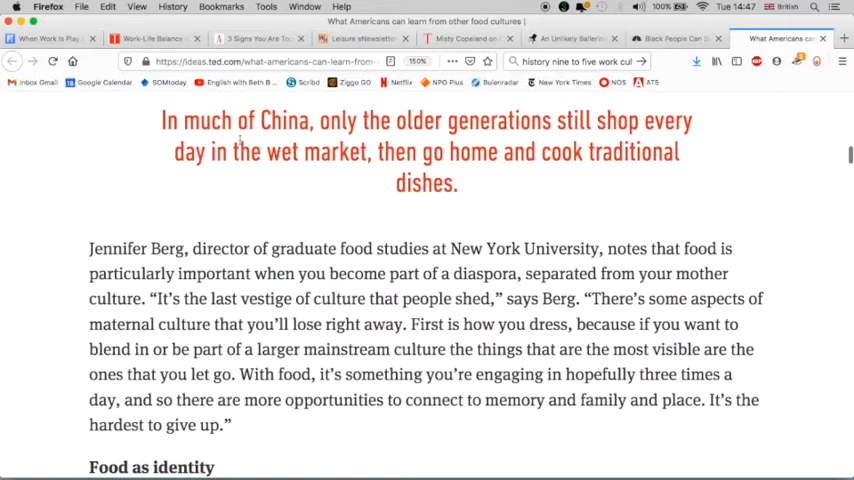 Firefox File Edit View History Bookmarks Tools Window Help 100% Tue 14:47 British
What Americans can learn from other food cultures |
When Work Is Play Work-Life Balance 3 Signs You Are Too Leisure eNewsletter Misty Copeland on C An Unlikely Ballerina Black People Can S What Americans can
https://ideas.ted.com/what-americans-can-learn-from- 150% history nine to five work cul
Inbox Gmail Google Calendar SOMtoday English with Beth B... Scribd Ziggo GO Netflix NPO Plus Buienradar New York Times NOS AT5
In much of China, only the older generations still shop every
day in the wet market, then go home and cook traditional
dishes.
Jennifer Berg, director of graduate food studies at New York University, notes that food is
particularly important when you become part of a diaspora, separated from your mother
culture. “It’s the last vestige of culture that people shed,” says Berg. “There’s some aspects of
maternal culture that you’ll lose right away. First is how you dress, because if you want to
blend in or be part of a larger mainstream culture the things that are the most visible are the
ones that you let go. With food, it’s something you’re engaging in hopefully three times a
day, and so there are more opportunities to connect to memory and family and place. It’s the
hardest to give up.”
Food as identity